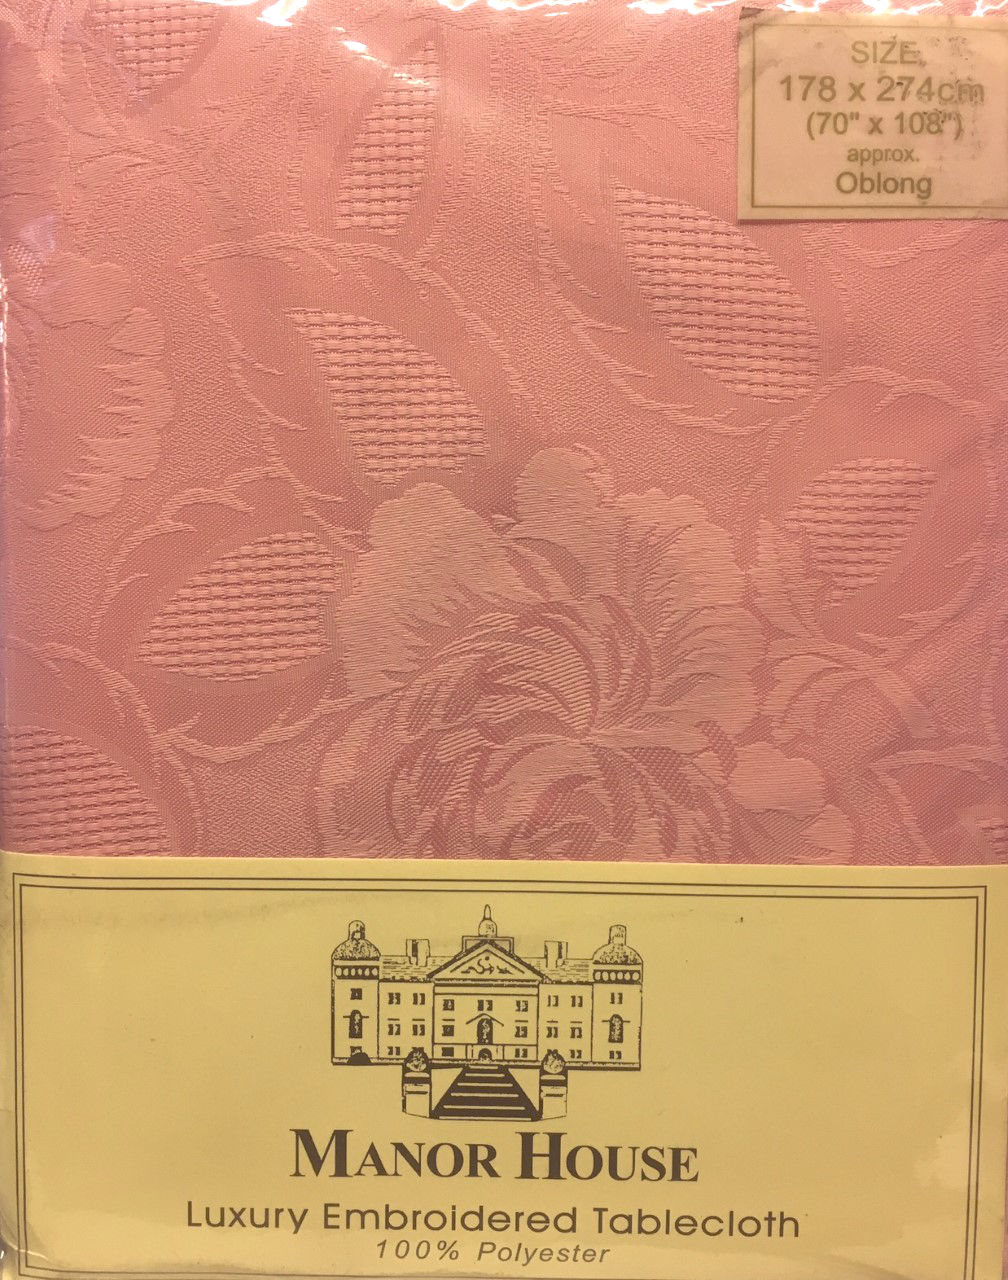 SIZE
178 x 274cm
(70" x 108")
approx.
Oblong
MANOR HOUSE
Luxury Embroidered Tablecloth
100% Polyester